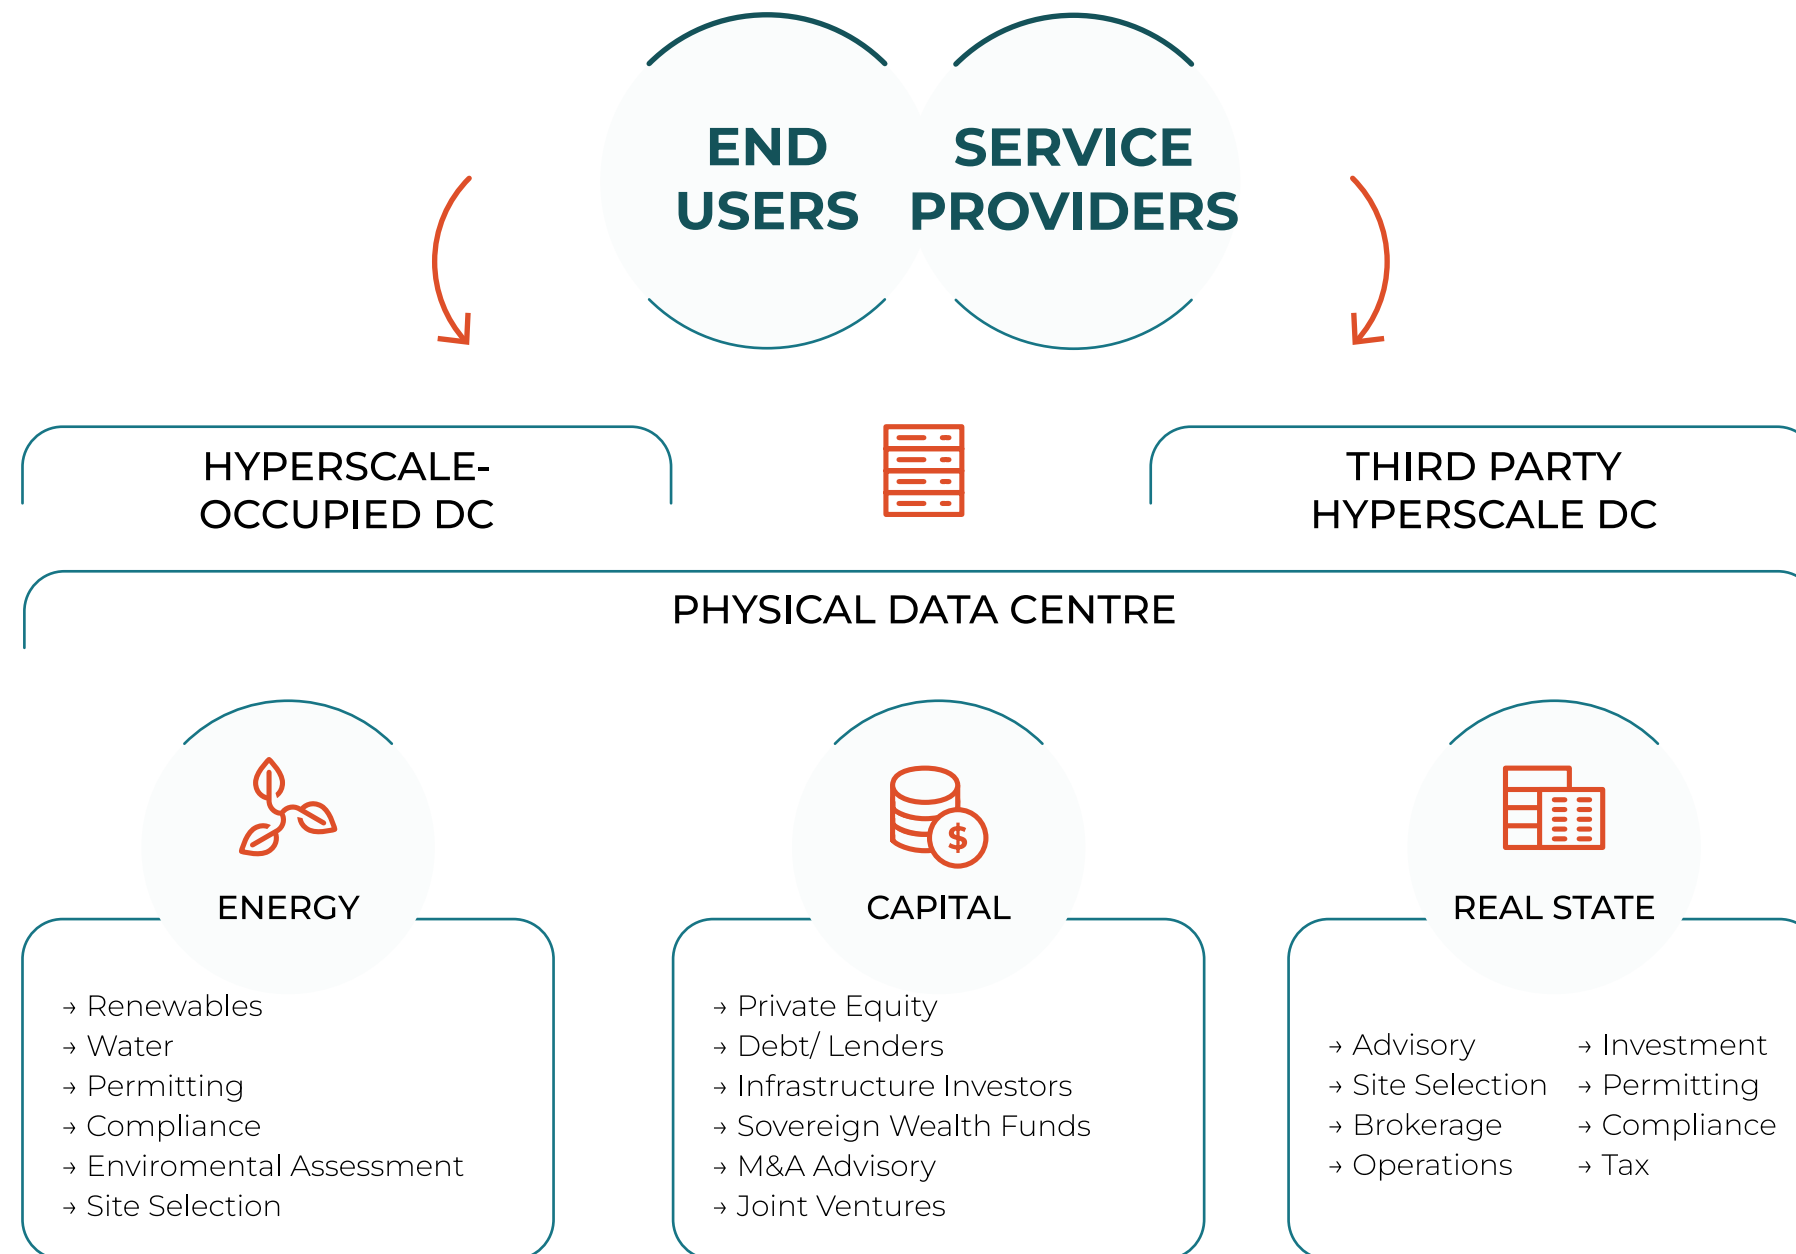 END
USERS
SERVICE
PROVIDERS
HYPERSCALE-
OCCUPIED DC
THIRD PARTY
HYPERSCALE DC
PHYSICAL DATA CENTRE
ENERGY
→ Renewables
→ Water
→ Permitting
→ Compliance
→ Enviromental Assessment
→ Site Selection
$
CAPITAL
→ Private Equity
→ Debt/ Lenders
→ Infrastructure Investors
→ Sovereign Wealth Funds
→ M&A Advisory
→ Joint Ventures
REAL STATE
→ Advisory
→ Site Selection
→ Brokerage
→ Operations
→ Investment
→ Permitting
→ Compliance
→ Tax